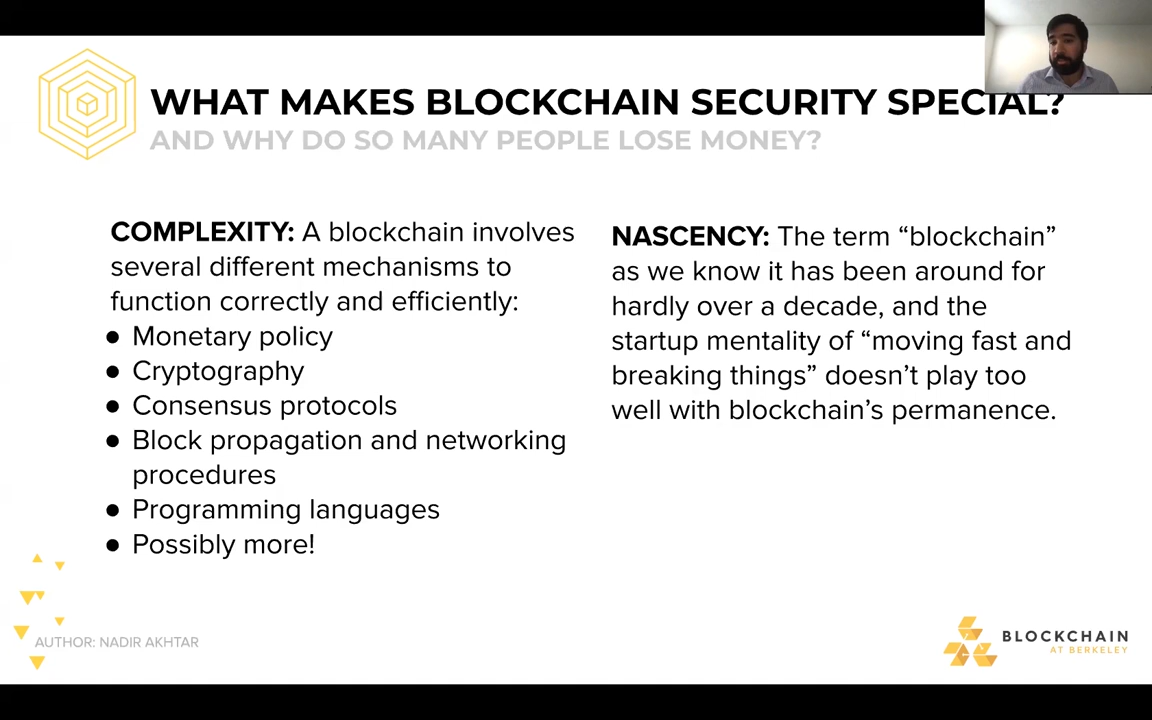 WHAT MAKES BLOCKCHAIN SECURITY SPECIAL?
AND WHY DO SO MANY PEOPLE LOSE MONEY?
COMPLEXITY: A blockchain involves
several different mechanisms to
function correctly and efficiently:
● Monetary policy
● Cryptography
● Consensus protocols
● Block propagation and networking
procedures
● Programming languages
● Possibly more!
NASCENCY: The term “blockchain”
as we know it has been around for
hardly over a decade, and the
startup mentality of “moving fast and
breaking things” doesn’t play too
well with blockchain’s permanence.
AUTHOR: NADIR AKHTAR
BLOCKCHAIN
AT BERKELEY